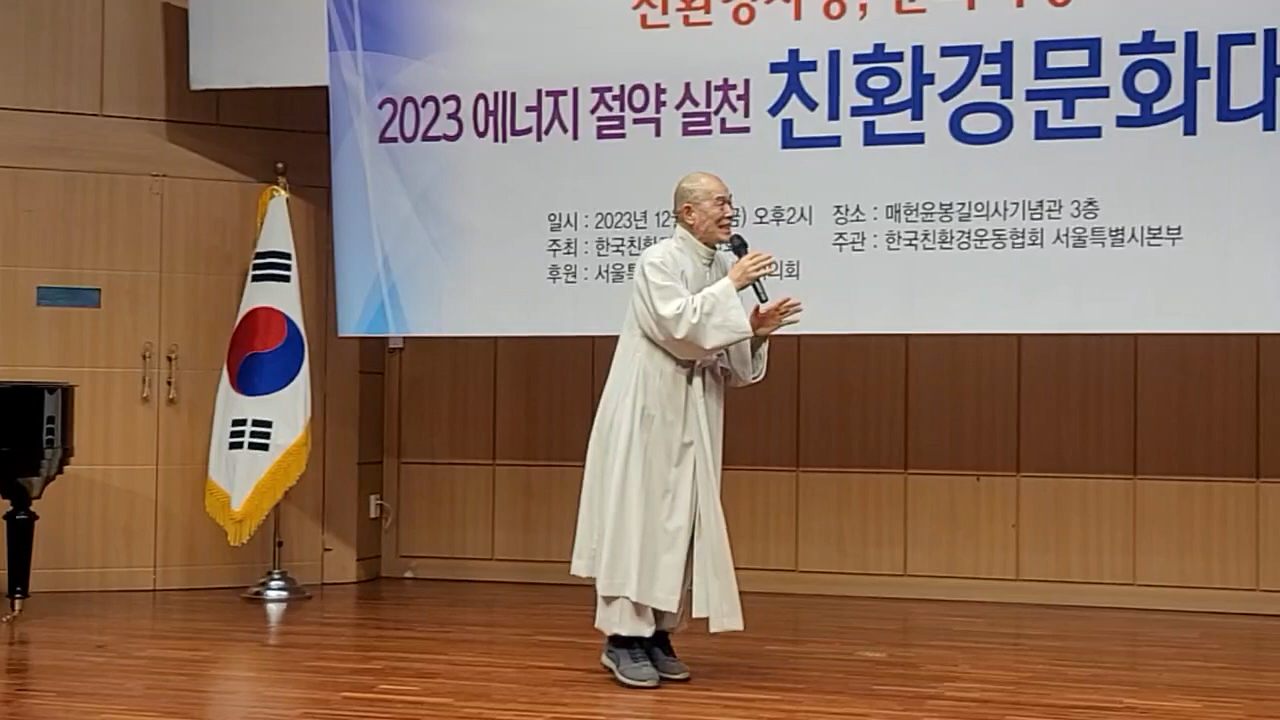 2023 에너지 절약 실천 친환경문화대
일시 : 2023년 12 오후2시 장소 : 매헌윤봉길의사기념관 3층
주최 : 한국친환 주관 : 한국친환경운동협회 서울특별시본부
후원 : 서울특 의회